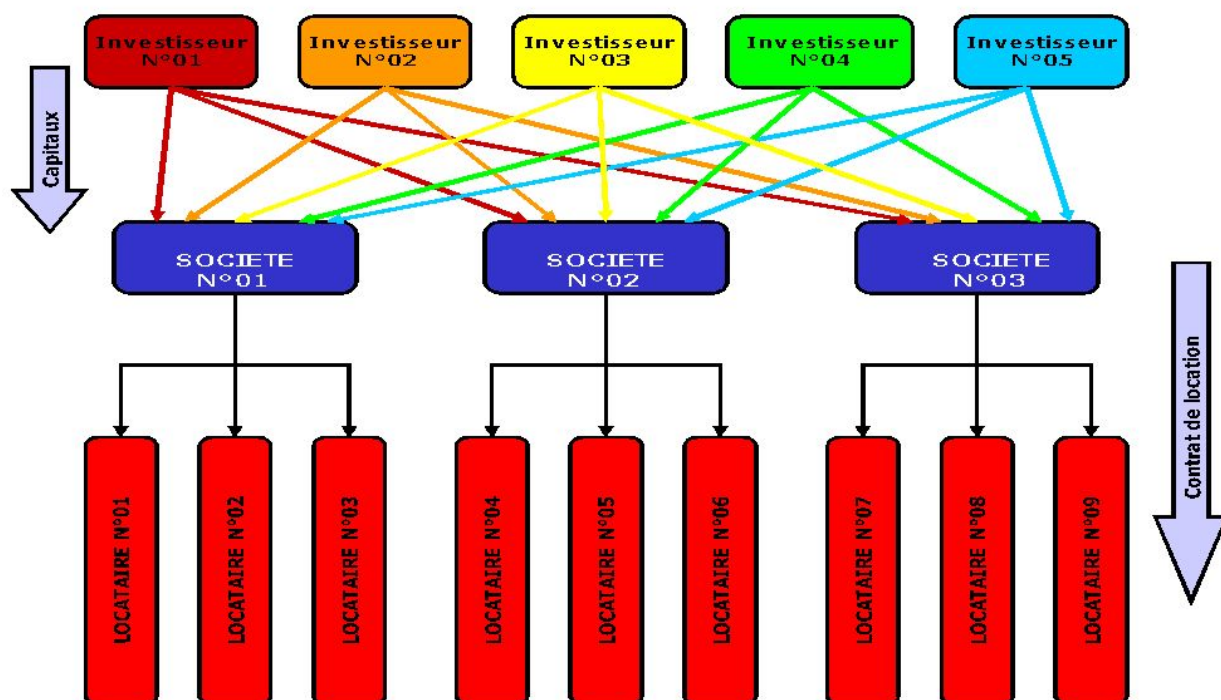 Investisseur
N°01
Investisseur
N°02
Investisseur
N°03
Investisseur
N°04
Investisseur
N°05
Capitaux
SOCIETE
N°01
SOCIETE
N°02
SOCIETE
N°03
Contrat de location
LOCATAIRE N°01
LOCATAIRE N°02
LOCATAIRE N°03
LOCATAIRE N°04
LOCATAIRE N°05
LOCATAIRE N°06
LOCATAIRE N°07
LOCATAIRE N°08
LOCATAIRE N°09